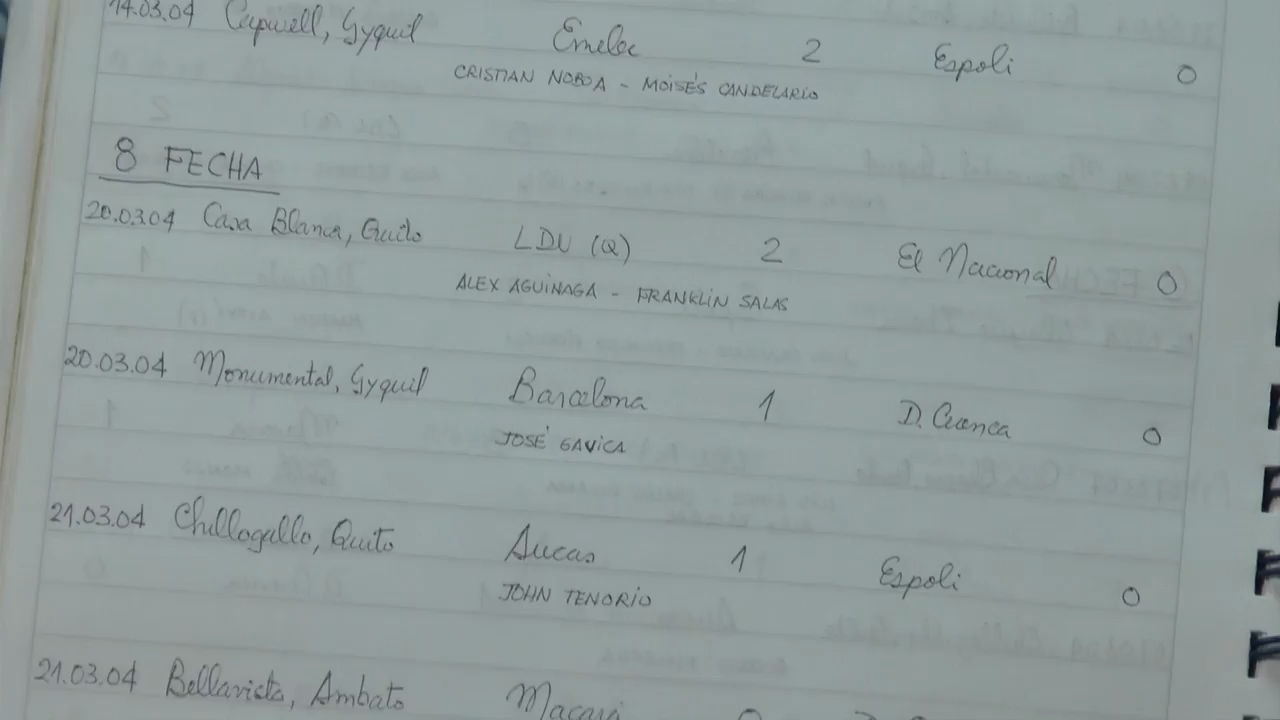 14.03.04 Capwell, Gyquil Emelec 2 Espoli 0
CRISTIAN NOBOA - MOISÉS CANDELARIO
8 FECHA
20.03.04 Casa Blanca, Quito LDU (Q) 2 El Nacional 0
ALEX AGUINAGA - FRANKLIN SALAS
20.03.04 Monumental, Gyquil Barcelona 1 D. Cuenca 0
JOSÉ GAVICA
21.03.04 Chillogallo, Quito Aucas 1 Espoli 0
JOHN TENORIO
21.03.04 Bellavista, Ambato Macará